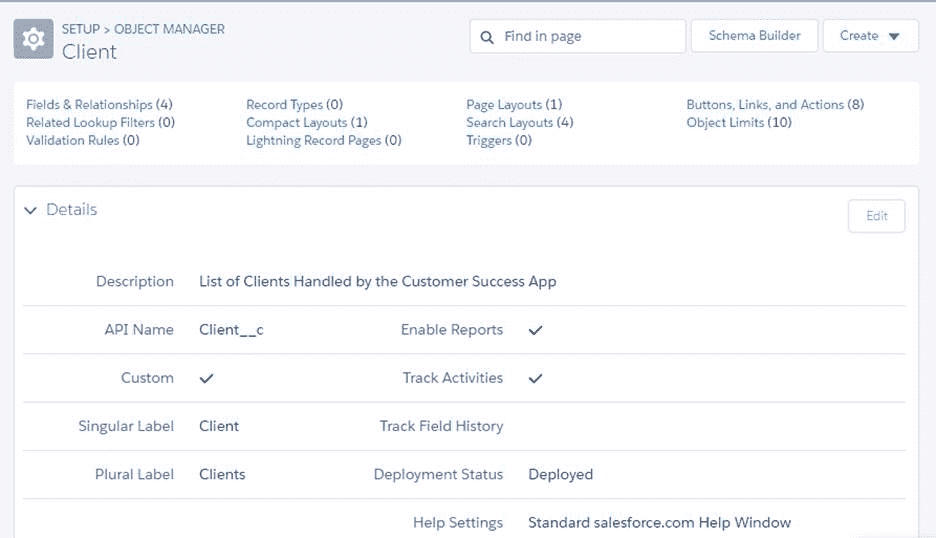 SETUP > OBJECT MANAGER
Client
Find in page
Schema Builder
Create
Fields & Relationships (4)
Related Lookup Filters (0)
Validation Rules (0)
Record Types (0)
Compact Layouts (1)
Lightning Record Pages (0)
Page Layouts (1)
Search Layouts (4)
Triggers (0)
Buttons, Links, and Actions (8)
Object Limits (10)
Details
Edit
Description List of Clients Handled by the Customer Success App
API Name Client__c Enable Reports
Custom Track Activities
Singular Label Client Track Field History
Plural Label Clients Deployment Status Deployed
Help Settings Standard salesforce.com Help Window